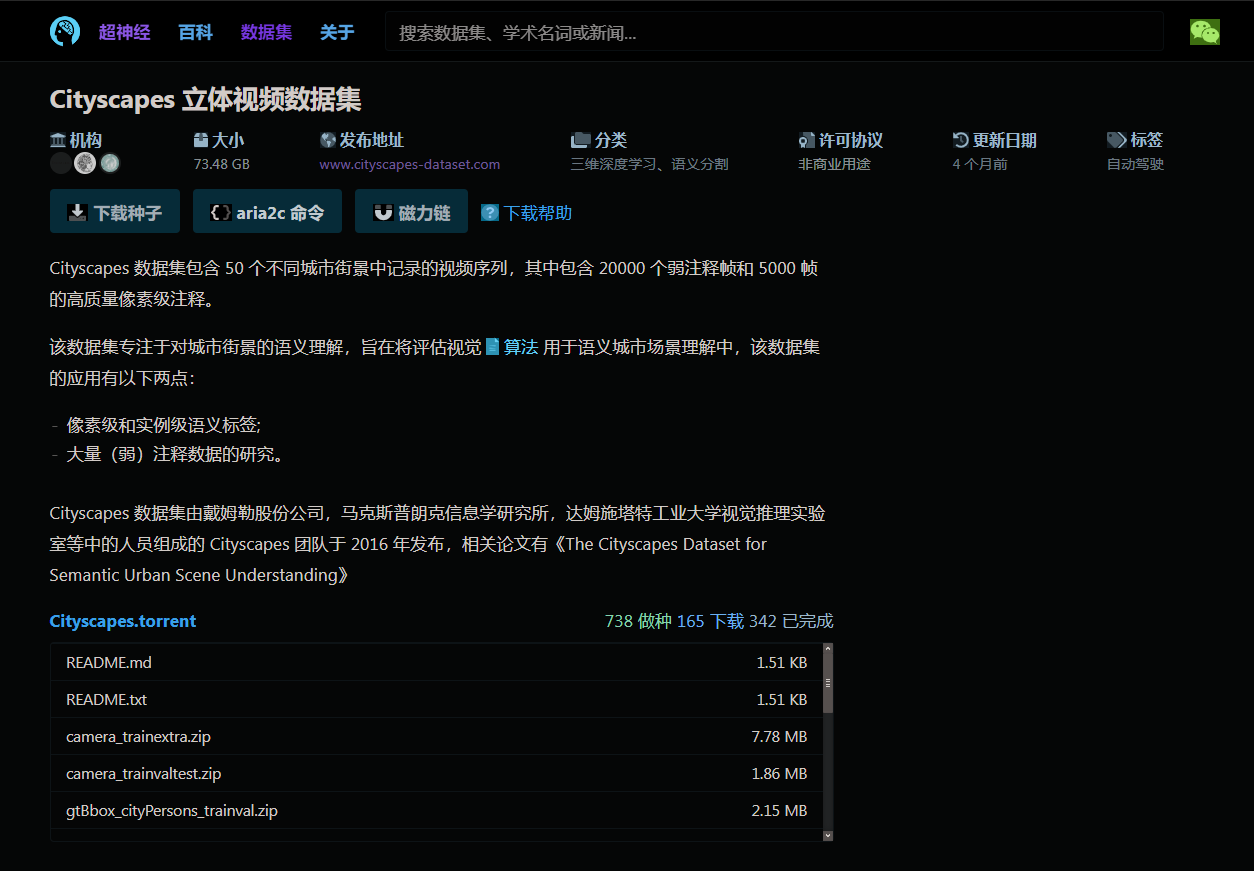 超神经 百科 数据集 关于 搜索数据集、学术名词或新闻...
Cityscapes 立体视频数据集
机构 大小 发布地址 分类 许可协议 更新日期 标签
73.48 GB www.cityscapes-dataset.com 三维深度学习、语义分割 非商业用途 4 个月前 自动驾驶
下载种子 {} aria2c 命令 磁力链 ? 下载帮助
Cityscapes 数据集包含 50 个不同城市街景中记录的视频序列，其中包含 20000 个弱注释帧和 5000 帧
的高质量像素级注释。
该数据集专注于对城市街景的语义理解，旨在将评估视觉 算法 用于语义城市场景理解中，该数据集
的应用有以下两点：
- 像素级和实例级语义标签;
- 大量（弱）注释数据的研究。
Cityscapes 数据集由戴姆勒股份公司，马克斯普朗克信息学研究所，达姆施塔特工业大学视觉推理实验
室等中的人员组成的 Cityscapes 团队于 2016 年发布，相关论文有《The Cityscapes Dataset for
Semantic Urban Scene Understanding》
Cityscapes.torrent 738 做种 165 下载 342 已完成
README.md 1.51 KB
README.txt 1.51 KB
camera_trainextra.zip 7.78 MB
camera_trainvaltest.zip 1.86 MB
gtBbox_cityPersons_trainval.zip 2.15 MB